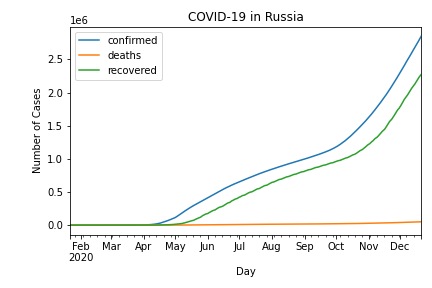 COVID-19 in Russia
1e6
confirmed
deaths
recovered
Number of Cases
2.5
2.0
1.5
1.0
0.5
0.0
Feb Mar Apr May Jun Jul Aug Sep Oct Nov Dec
2020
Day